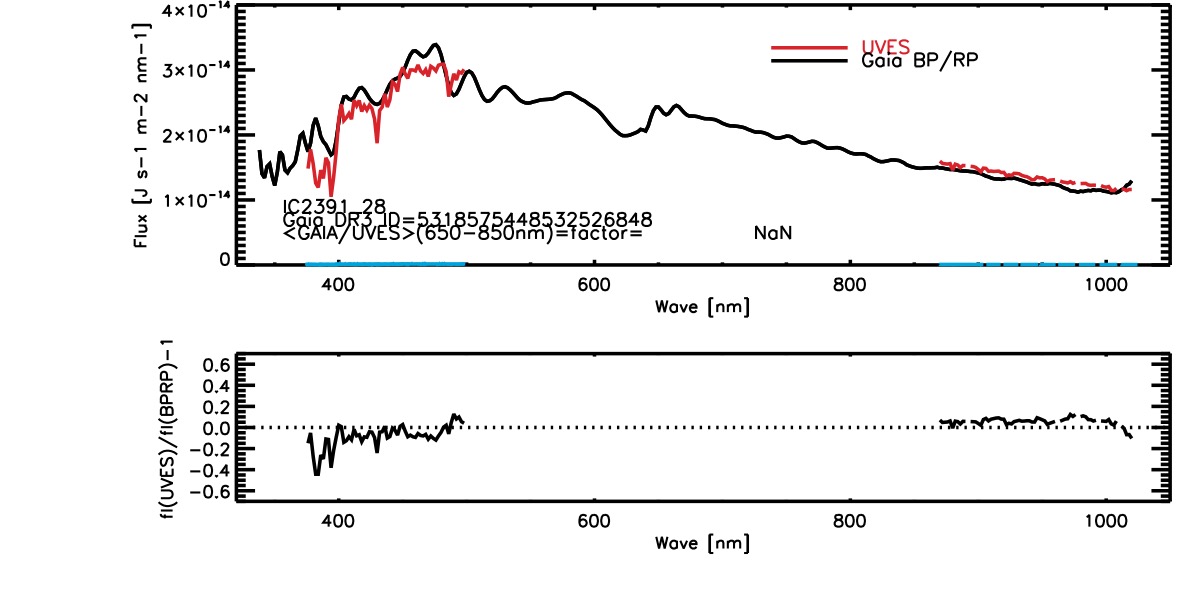 4×10−14
3×10−14
2×10−14
1×10−14
0
Flux [J s−1 m−2 nm−1]
UVES
Gaia BP/RP
IC2391_28
Gaia DR3 ID=5318575448532526848
<GAIA/UVES>(650−850nm)=factor= NaN
400 600 800 1000
Wave [nm]
fl(UVES)/fl(BPRP)−1
0.6
0.4
0.2
0.0
−0.2
−0.4
−0.6
400 600 800 1000
Wave [nm]